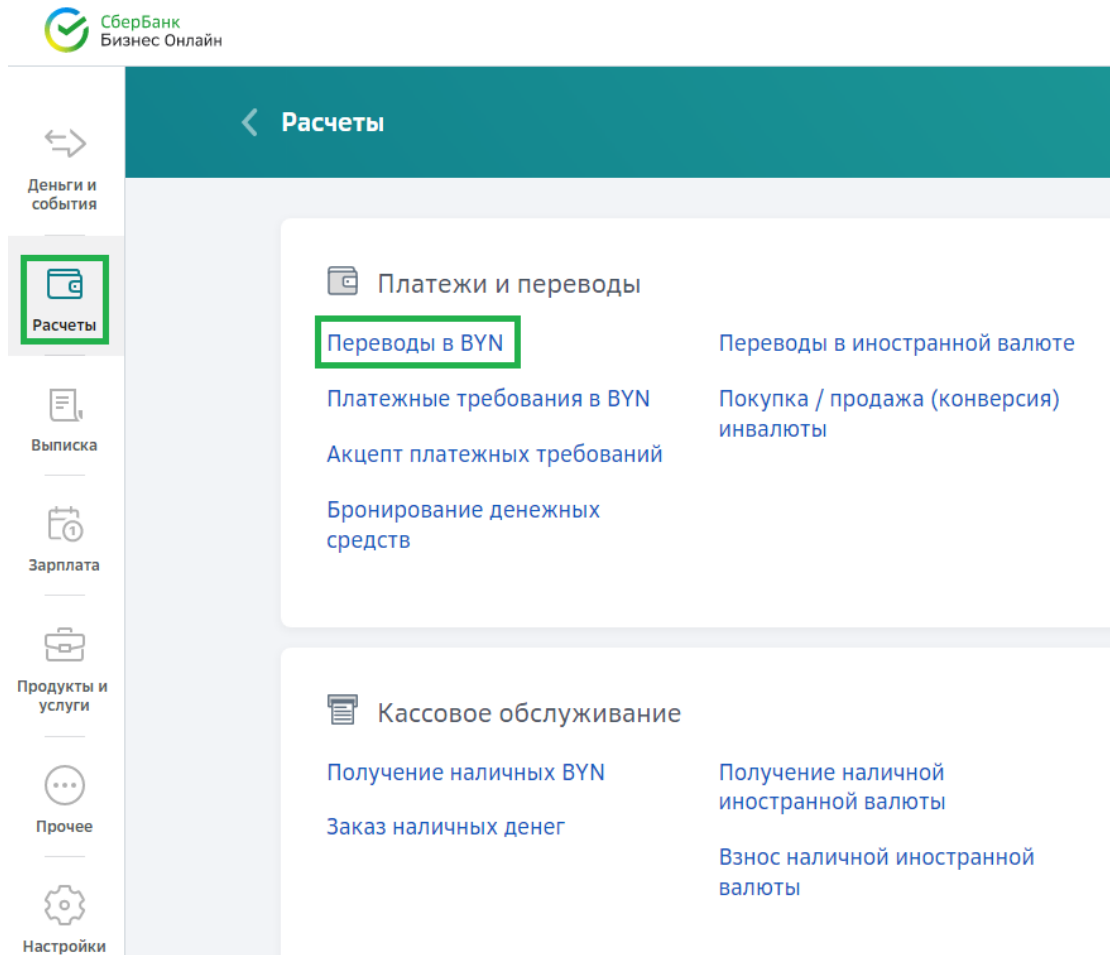 СберБанк
Бизнес Онлайн
Расчеты
Деньги и
события
Расчеты
Выписка
1
Зарплата
Продукты и
услуги
Прочее
Настройки
Платежи и переводы
Переводы в BYN
Платежные требования в BYN
Акцепт платежных требований
Бронирование денежных
средств
Переводы в иностранной валюте
Покупка / продажа (конверсия)
инвалюты
Кассовое обслуживание
Получение наличных BYN
Заказ наличных денег
Получение наличной
иностранной валюты
Взнос наличной иностранной
валюты